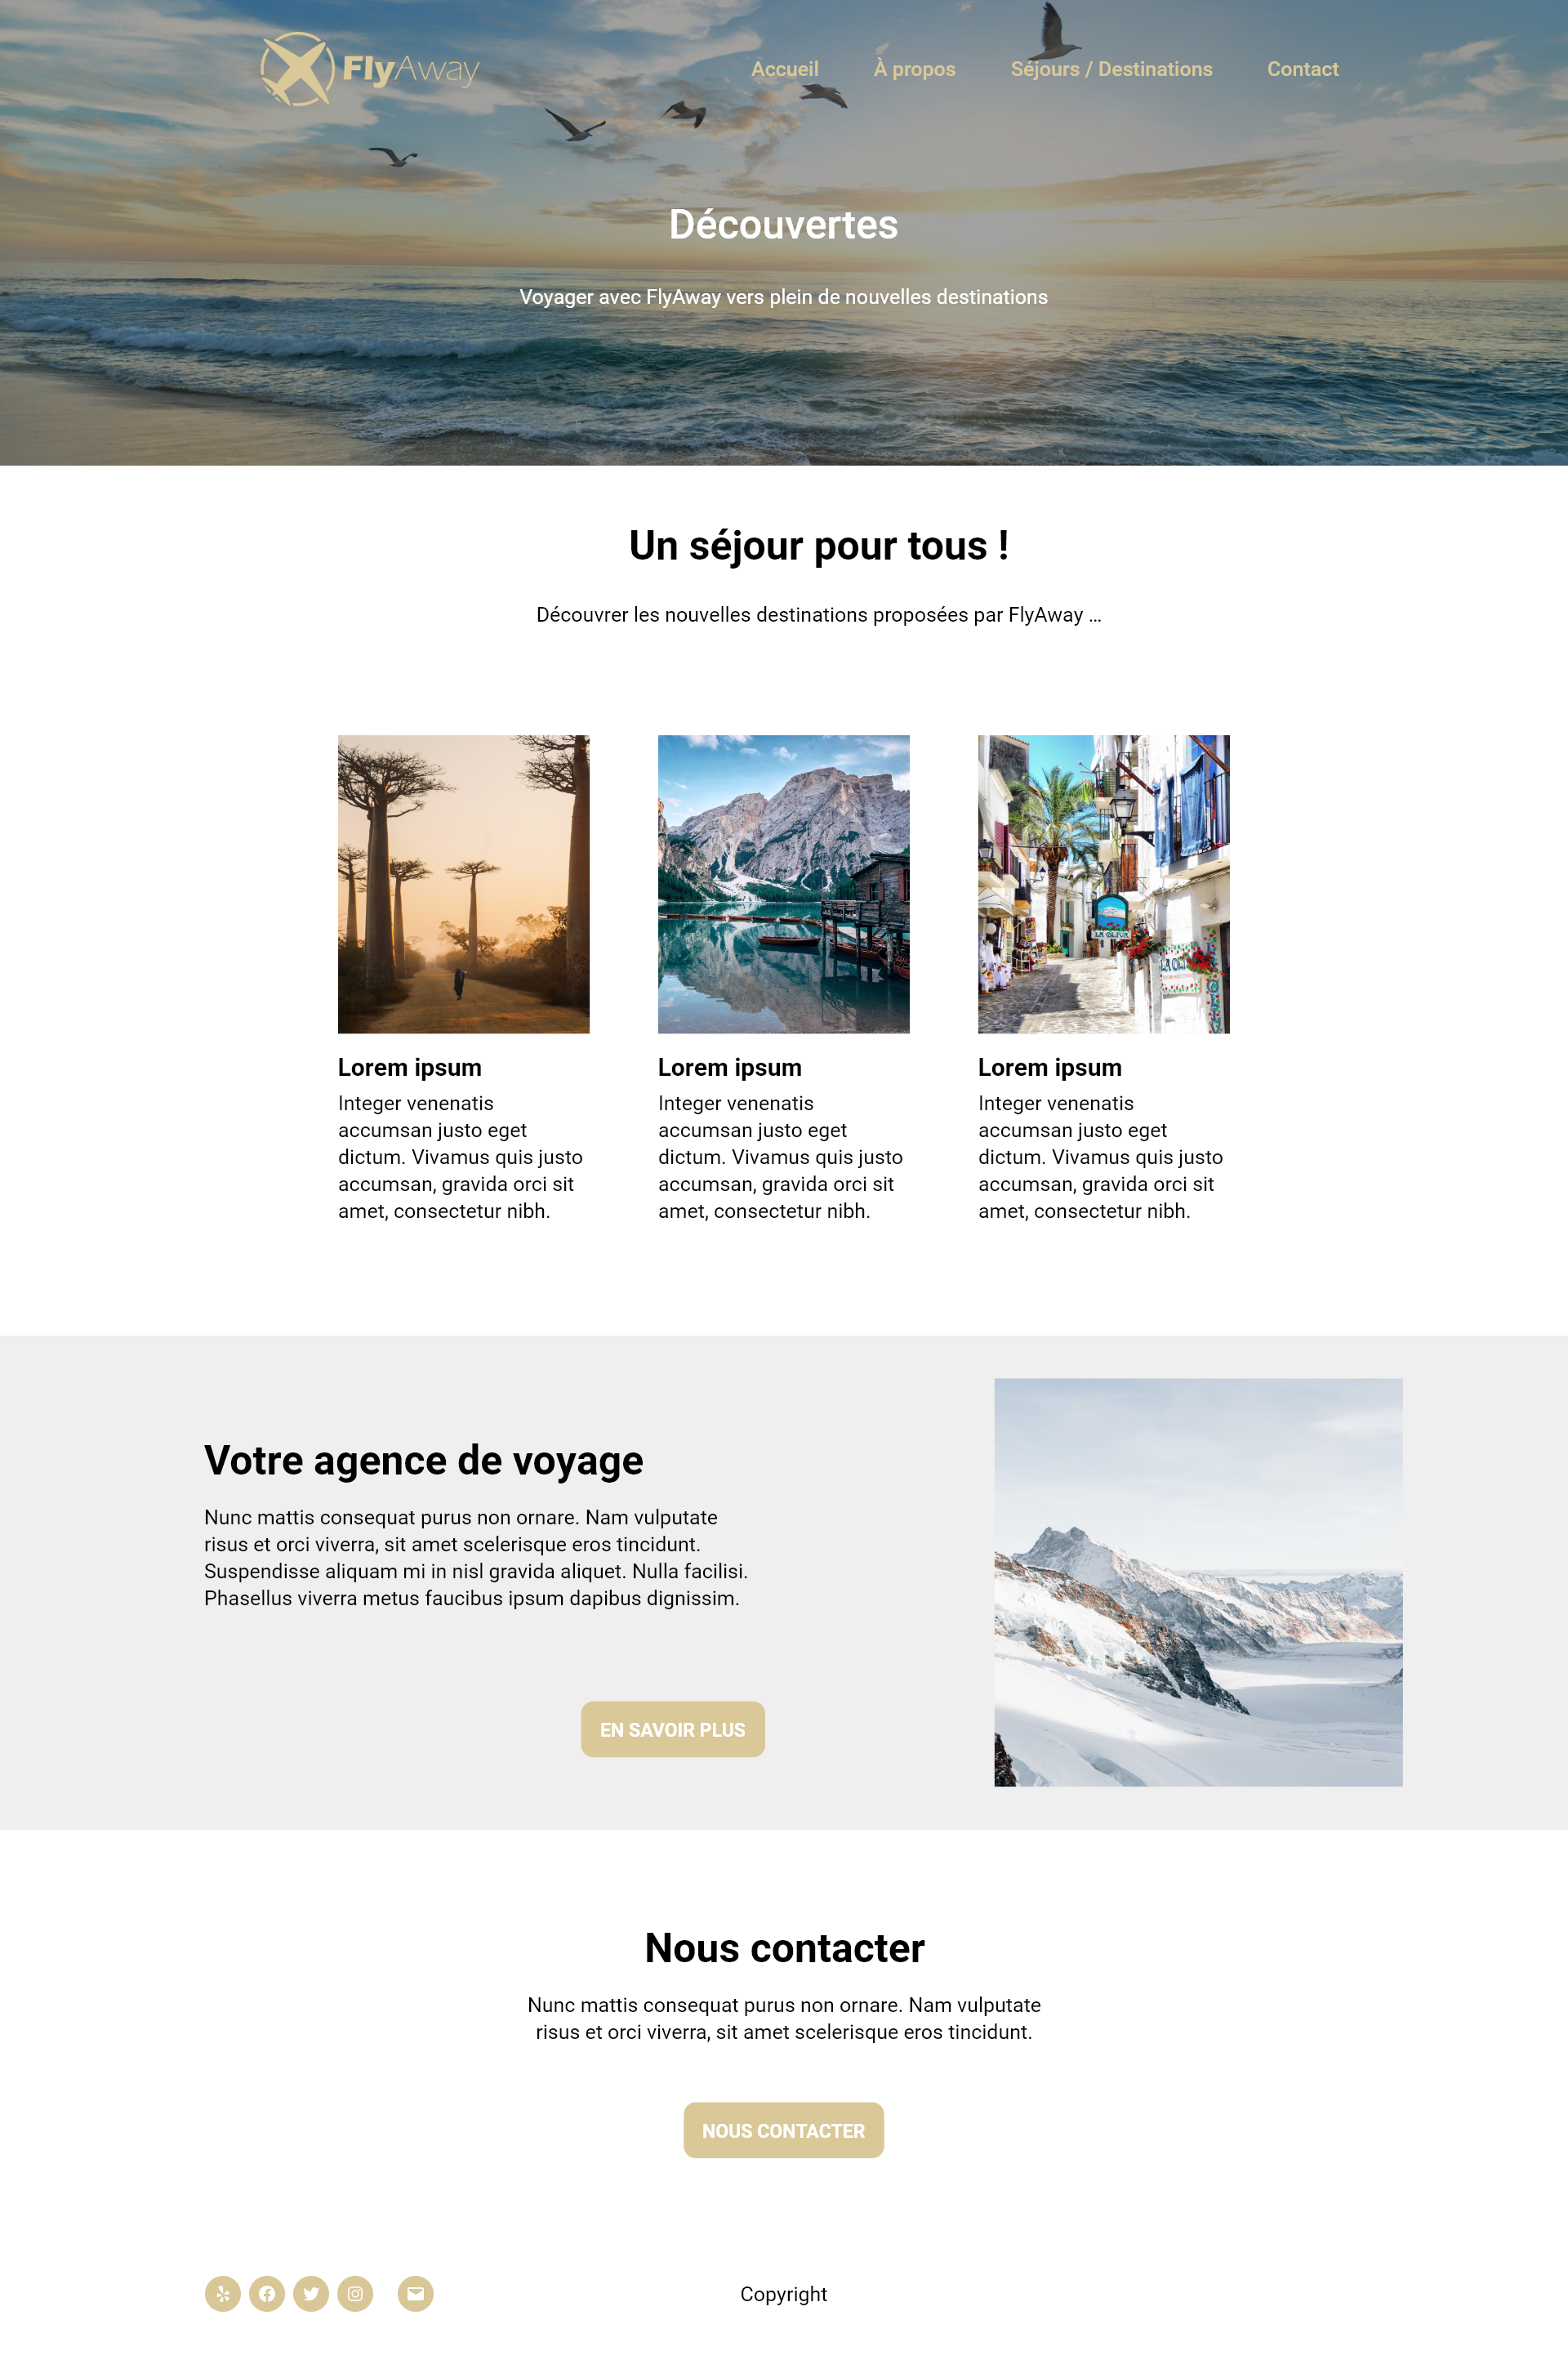 FlyAway
Accueil
À propos
Séjours / Destinations
Contact
Découvertes
Voyager avec FlyAway vers plein de nouvelles destinations
Un séjour pour tous !
Découvrer les nouvelles destinations proposées par FlyAway ...
LA OLIVA
Lorem ipsum
Integer venenatis
accumsan justo eget
dictum. Vivamus quis justo
accumsan, gravida orci sit
amet, consectetur nibh.
Lorem ipsum
Integer venenatis
accumsan justo eget
dictum. Vivamus quis justo
accumsan, gravida orci sit
amet, consectetur nibh.
Lorem ipsum
Integer venenatis
accumsan justo eget
dictum. Vivamus quis justo
accumsan, gravida orci sit
amet, consectetur nibh.
Votre agence de voyage
Nunc mattis consequat purus non ornare. Nam vulputate
risus et orci viverra, sit amet scelerisque eros tincidunt.
Suspendisse aliquam mi in nisl gravida aliquet. Nulla facilisi.
Phasellus viverra metus faucibus ipsum dapibus dignissim.
EN SAVOIR PLUS
Nous contacter
Nunc mattis consequat purus non ornare. Nam vulputate
risus et orci viverra, sit amet scelerisque eros tincidunt.
NOUS CONTACTER
Copyright